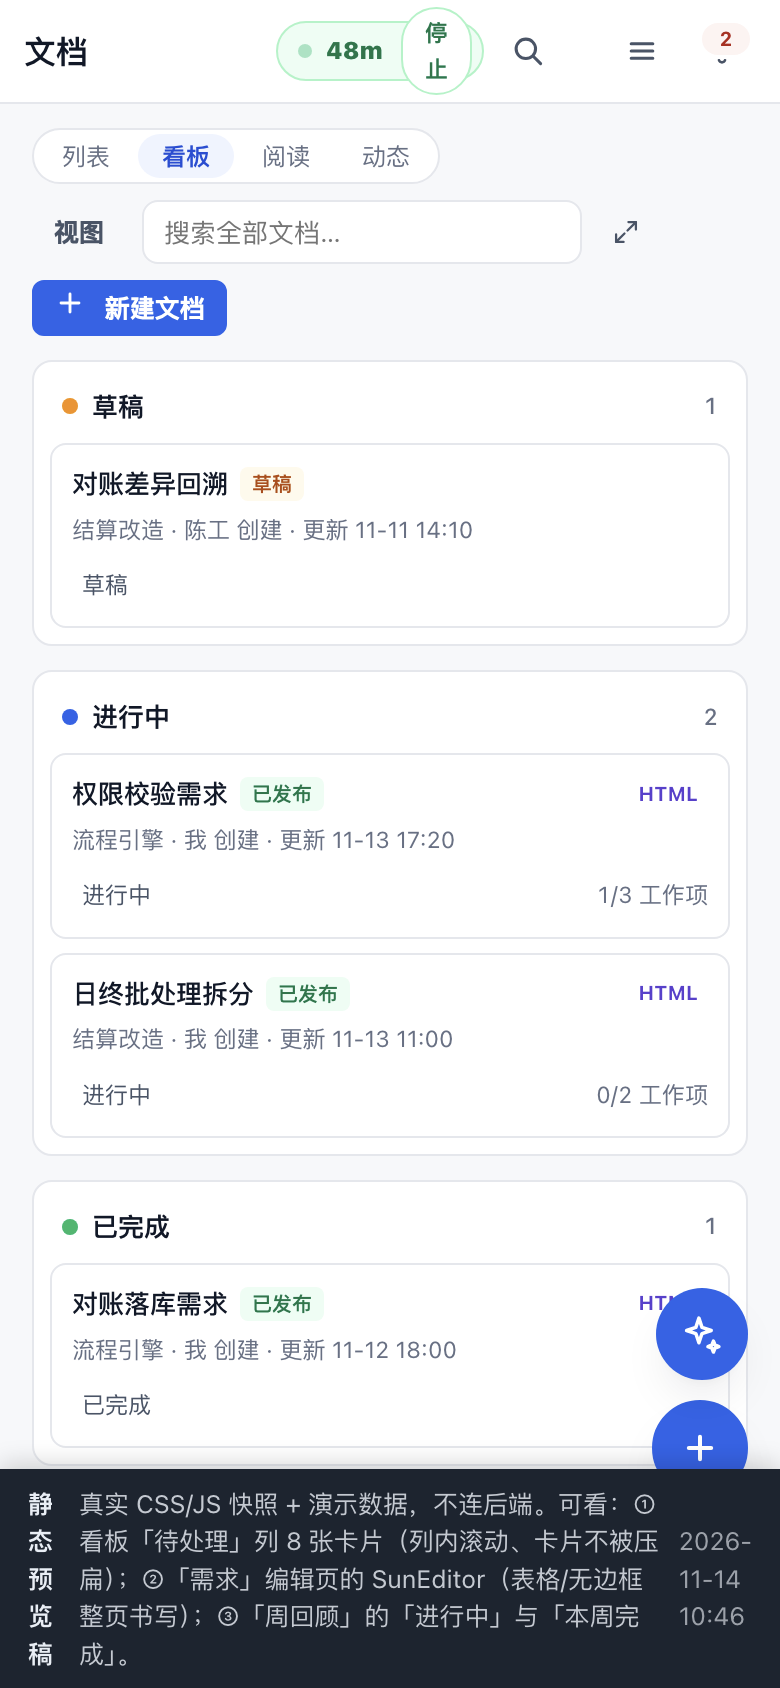 文档
48m
停
止
2
列表 看板 阅读 动态
视图
搜索全部文档...
新建文档
草稿 1
对账差异回溯 草稿
结算改造 · 陈工 创建 · 更新 11-11 14:10
草稿
进行中 2
权限校验需求 已发布 HTML
流程引擎 · 我 创建 · 更新 11-13 17:20
进行中 1/3 工作项
日终批处理拆分 已发布 HTML
结算改造 · 我 创建 · 更新 11-13 11:00
进行中 0/2 工作项
已完成 1
对账落库需求 已发布
流程引擎 · 我 创建 · 更新 11-12 18:00
已完成
静
态
预
览
稿
真实 CSS/JS 快照 + 演示数据，不连后端。可看：①
看板「待处理」列 8 张卡片（列内滚动、卡片不被压
扁）；②「需求」编辑页的 SunEditor（表格/无边框
整页书写）；③「周回顾」的「进行中」与「本周完
成」。
2026-
11-14
10:46